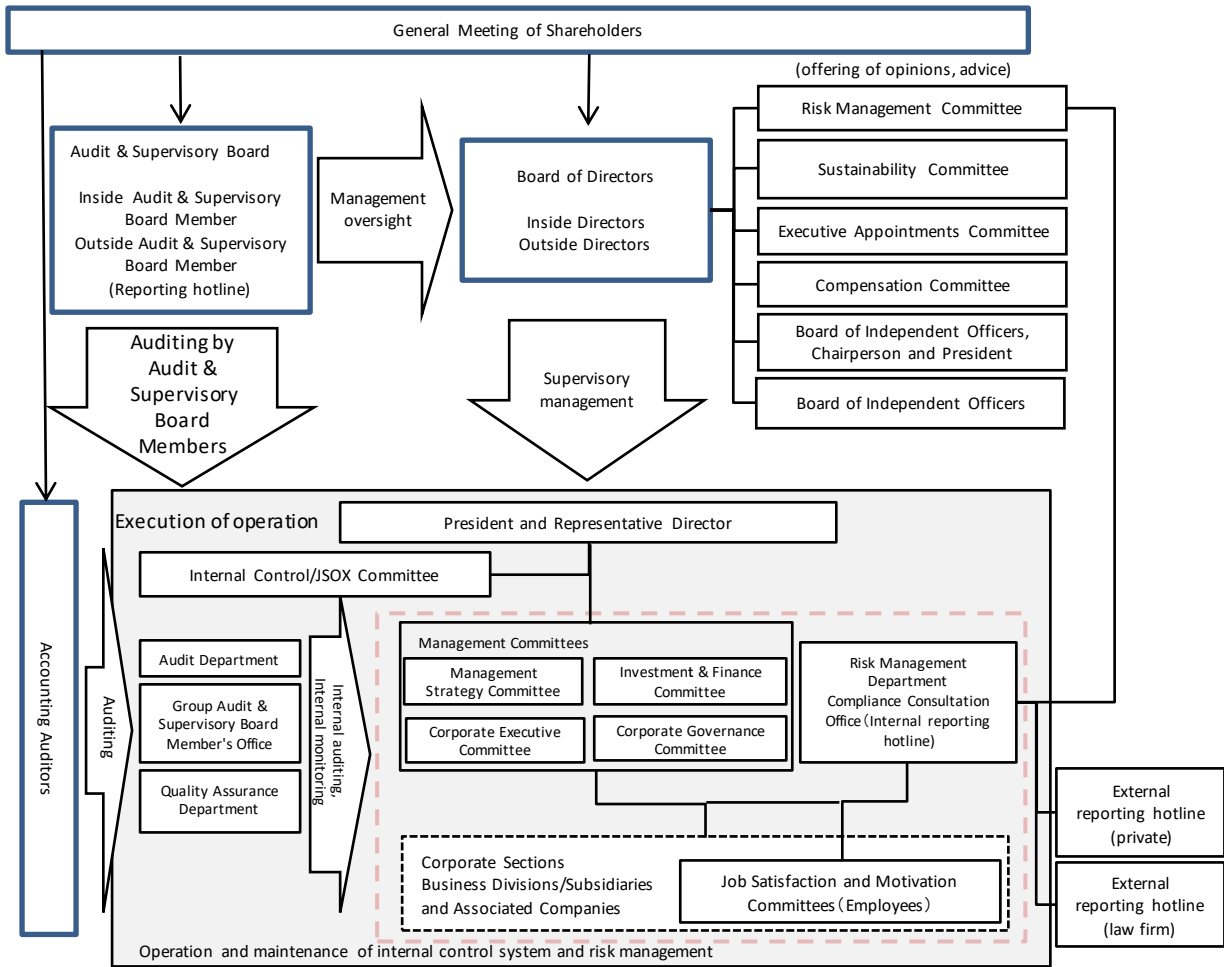 General Meeting of Shareholders
(offering of opinions, advice)
Risk Management Committee
Sustainability Committee
Executive Appointments Committee
Compensation Committee
Board of Independent Officers,
Chairperson and President
Board of Independent Officers
Audit & Supervisory Board
Inside Audit & Supervisory
Board Member
Outside Audit & Supervisory
Board Member
(Reporting hotline)
Management
oversight
Board of Directors
Inside Directors
Outside Directors
Auditing by
Audit &
Supervisory
Board
Members
Supervisory
management
Accounting Auditors
Auditing
Execution of operation
President and Representative Director
Internal Control/JSOX Committee
Audit Department
Group Audit &
Supervisory Board
Member's Office
Quality Assurance
Department
Internal auditing,
Internal monitoring
Management Committees
Management
Strategy Committee
Investment & Finance
Committee
Corporate Executive
Committee
Corporate Governance
Committee
Risk Management
Department
Compliance Consultation
Office(Internal reporting
hotline)
Corporate Sections
Business Divisions/Subsidiaries
and Associated Companies
Job Satisfaction and Motivation
Committees(Employees)
External
reporting hotline
(private)
External
reporting hotline
(law firm)
Operation and maintenance of internal control system and risk management